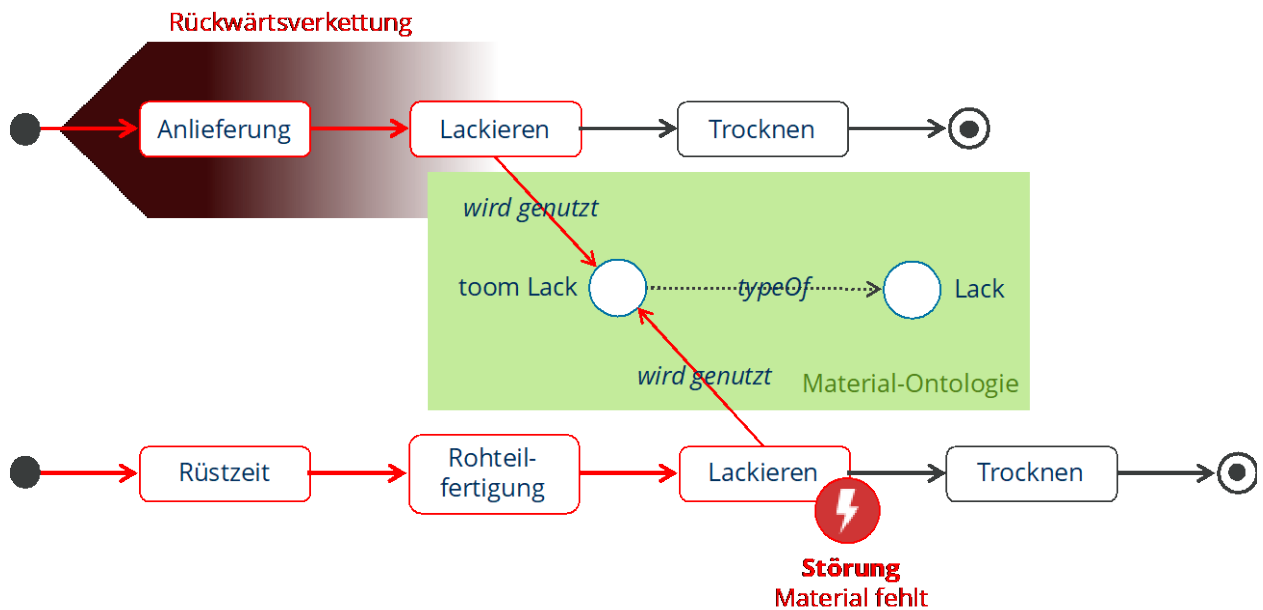 Rückwärtsverkettung
Anlieferung
Lackieren
Trocknen
wird genutzt
toom Lack
typeOf
Lack
wird genutzt
Material-Ontologie
Rüstzeit
Rohteil-
fertigung
Lackieren
Trocknen
Störung
Material fehlt